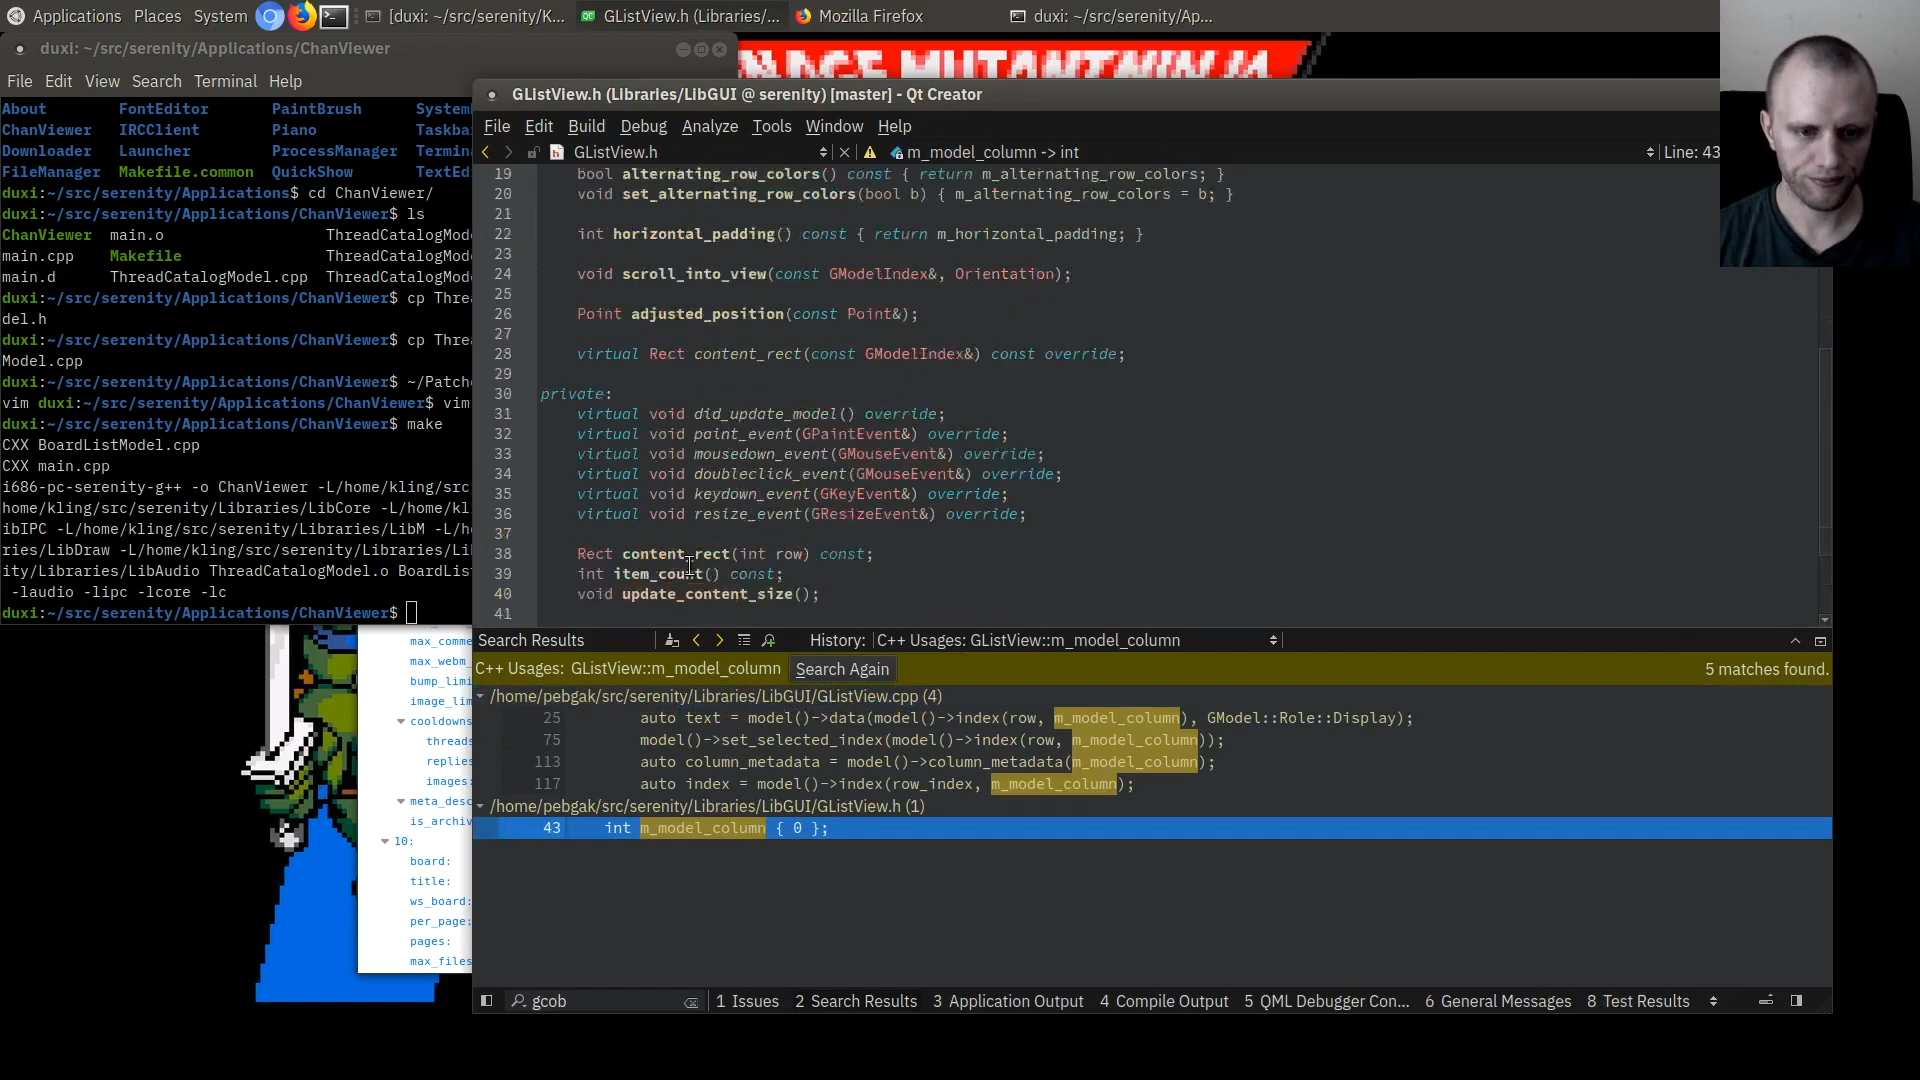 Applications Places System [duxi: ~/src/serenity/K... GListView.h (Libraries/... Mozilla Firefox duxi: ~/src/serenity/Ap...
duxi: ~/src/serenity/Applications/ChanViewer
File Edit View Search Terminal Help
About FontEditor PaintBrush System
ChanViewer IRCClient Piano Taskba
Downloader Launcher ProcessManager Termin
FileManager Makefile.common QuickShow TextEd
duxi:~/src/serenity/Applications$ cd ChanViewer/
duxi:~/src/serenity/Applications/ChanViewer$ ls
ChanViewer main.o ThreadCatalogMod
main.cpp Makefile ThreadCatalogMod
main.d ThreadCatalogModel.cpp ThreadCatalogMod
duxi:~/src/serenity/Applications/ChanViewer$ cp Thre
del.h
duxi:~/src/serenity/Applications/ChanViewer$ cp Thre
Model.cpp
duxi:~/src/serenity/Applications/ChanViewer$ ~/Patch
vim duxi:~/src/serenity/Applications/ChanViewer$ vim
duxi:~/src/serenity/Applications/ChanViewer$ make
CXX BoardListModel.cpp
CXX main.cpp
i686-pc-serenity-g++ -o ChanViewer -L/home/kling/src
home/kling/src/serenity/Libraries/LibCore -L/home/kl
ibIPC -L/home/kling/src/serenity/Libraries/LibM -L/h
ries/LibDraw -L/home/kling/src/serenity/Libraries/Li
ity/Libraries/LibAudio ThreadCatalogModel.o BoardLis
-laudio -lipc -lcore -lc
duxi:~/src/serenity/Applications/ChanViewer$
max_comme
max_webm_
bump_limi
image_lim
cooldowns
threads
replies
images:
meta_desc
is_archiv
10:
board:
title:
ws_board:
per_page:
pages:
max_files
GListView.h (Libraries/LibGUI @ serenity) [master] - Qt Creator
File Edit Build Debug Analyze Tools Window Help
GListView.h m_model_column -> int Line: 43
19 bool alternating_row_colors() const { return m_alternating_row_colors; }
20 void set_alternating_row_colors(bool b) { m_alternating_row_colors = b; }
21
22 int horizontal_padding() const { return m_horizontal_padding; }
23
24 void scroll_into_view(const GModelIndex&, Orientation);
25
26 Point adjusted_position(const Point&);
27
28 virtual Rect content_rect(const GModelIndex&) const override;
29
30 private:
31 virtual void did_update_model() override;
32 virtual void paint_event(GPaintEvent&) override;
33 virtual void mousedown_event(GMouseEvent&) override;
34 virtual void doubleclick_event(GMouseEvent&) override;
35 virtual void keydown_event(GKeyEvent&) override;
36 virtual void resize_event(GResizeEvent&) override;
37
38 Rect content_rect(int row) const;
39 int item_count() const;
40 void update_content_size();
41
Search Results History: C++ Usages: GListView::m_model_column
C++ Usages: GListView::m_model_column Search Again 5 matches found.
/home/pebgak/src/serenity/Libraries/LibGUI/GListView.cpp (4)
25 auto text = model()->data(model()->index(row, m_model_column), GModel::Role::Display);
75 model()->set_selected_index(model()->index(row, m_model_column));
113 auto column_metadata = model()->column_metadata(m_model_column);
117 auto index = model()->index(row_index, m_model_column);
/home/pebgak/src/serenity/Libraries/LibGUI/GListView.h (1)
43 int m_model_column { 0 };
gcob 1 Issues 2 Search Results 3 Application Output 4 Compile Output 5 QML Debugger Con... 6 General Messages 8 Test Results